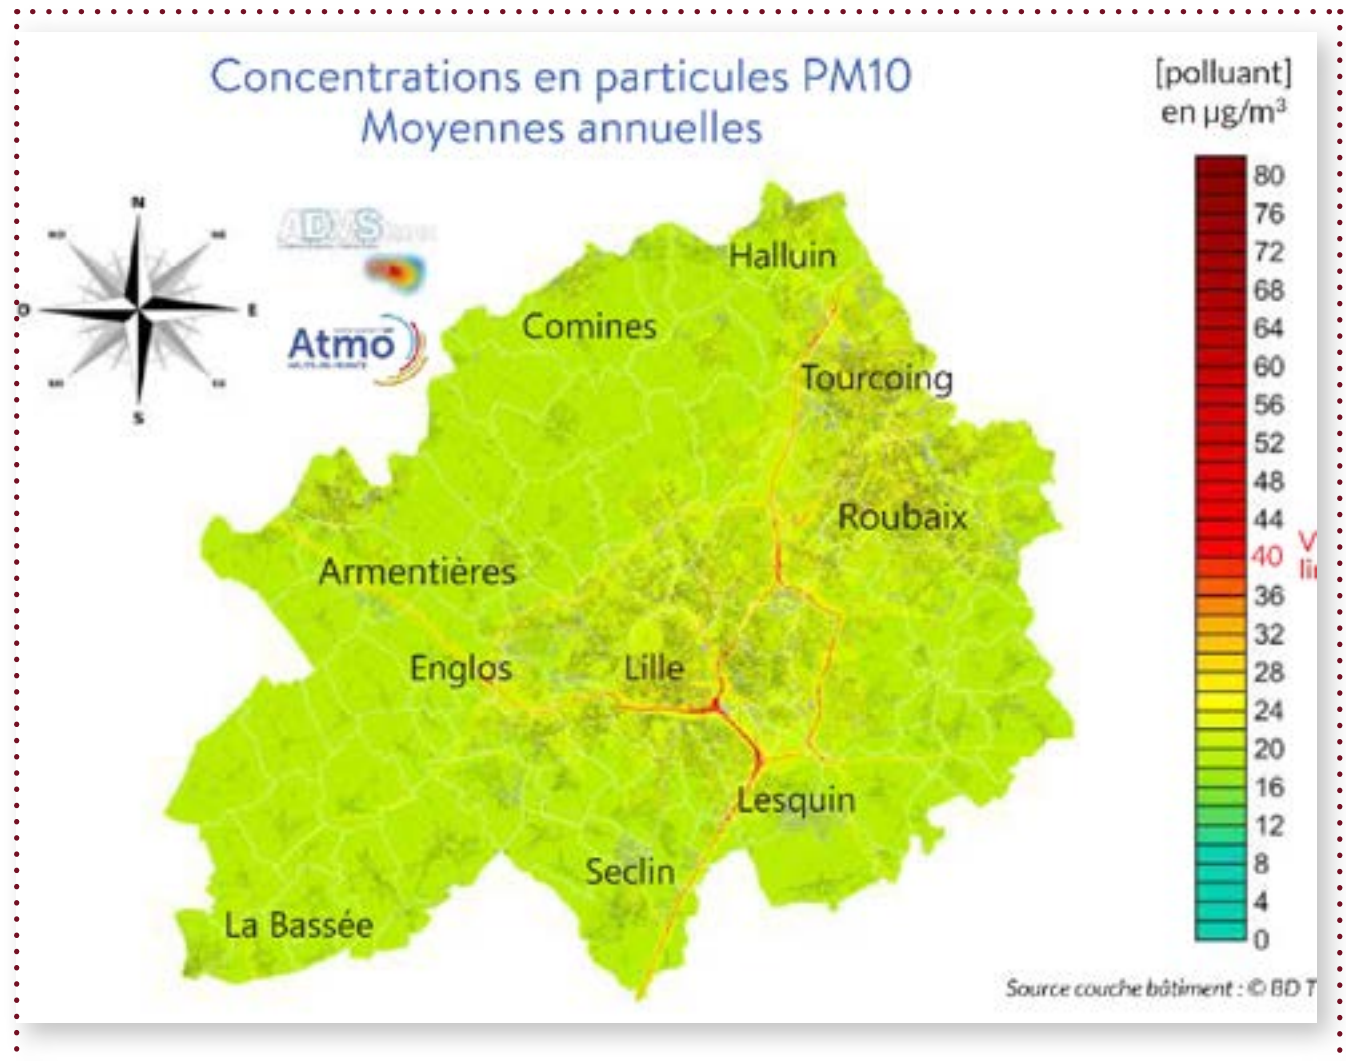 Concentrations en particules PM10
Moyennes annuelles
[polluant]
en µg/m³
80
76
72
68
64
60
56
52
48
44
40
36
32
28
24
20
16
12
8
4
0
V
li
N
O
E
S
ADMS
Atmo
Halluin
Comines
Tourcoing
Roubaix
Armentières
Englos
Lille
Lesquin
Seclin
La Bassée
Source couche bâtiment : © BD T